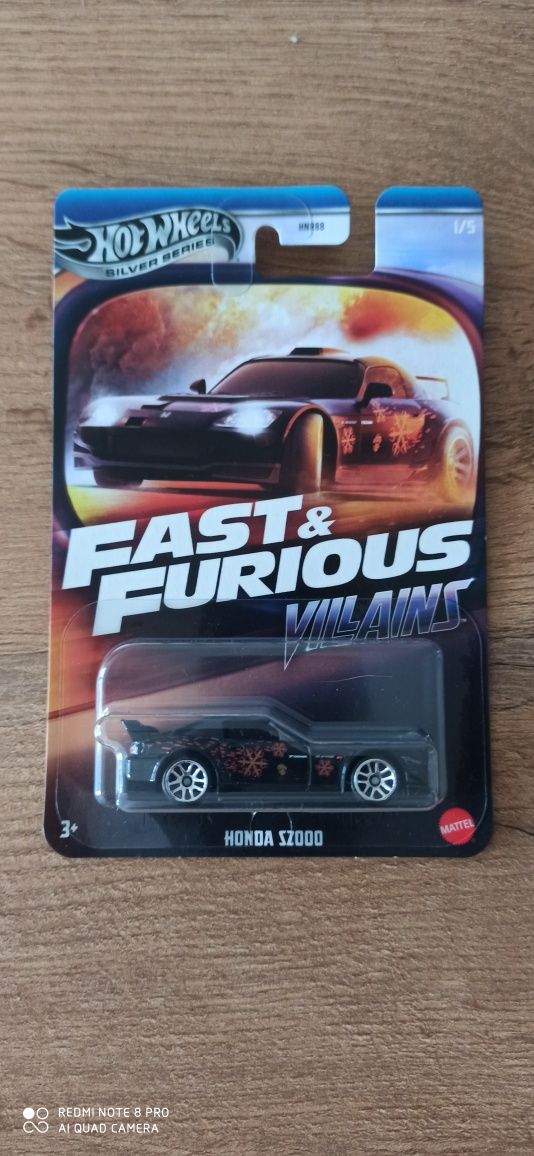 HOT WHEELS
SILVER SERIES
HNR88
1/5
FAST &
FURIOUS
VILLAINS
3+
HONDA S2000
MATTEL
REDMI NOTE 8 PRO
AI QUAD CAMERA